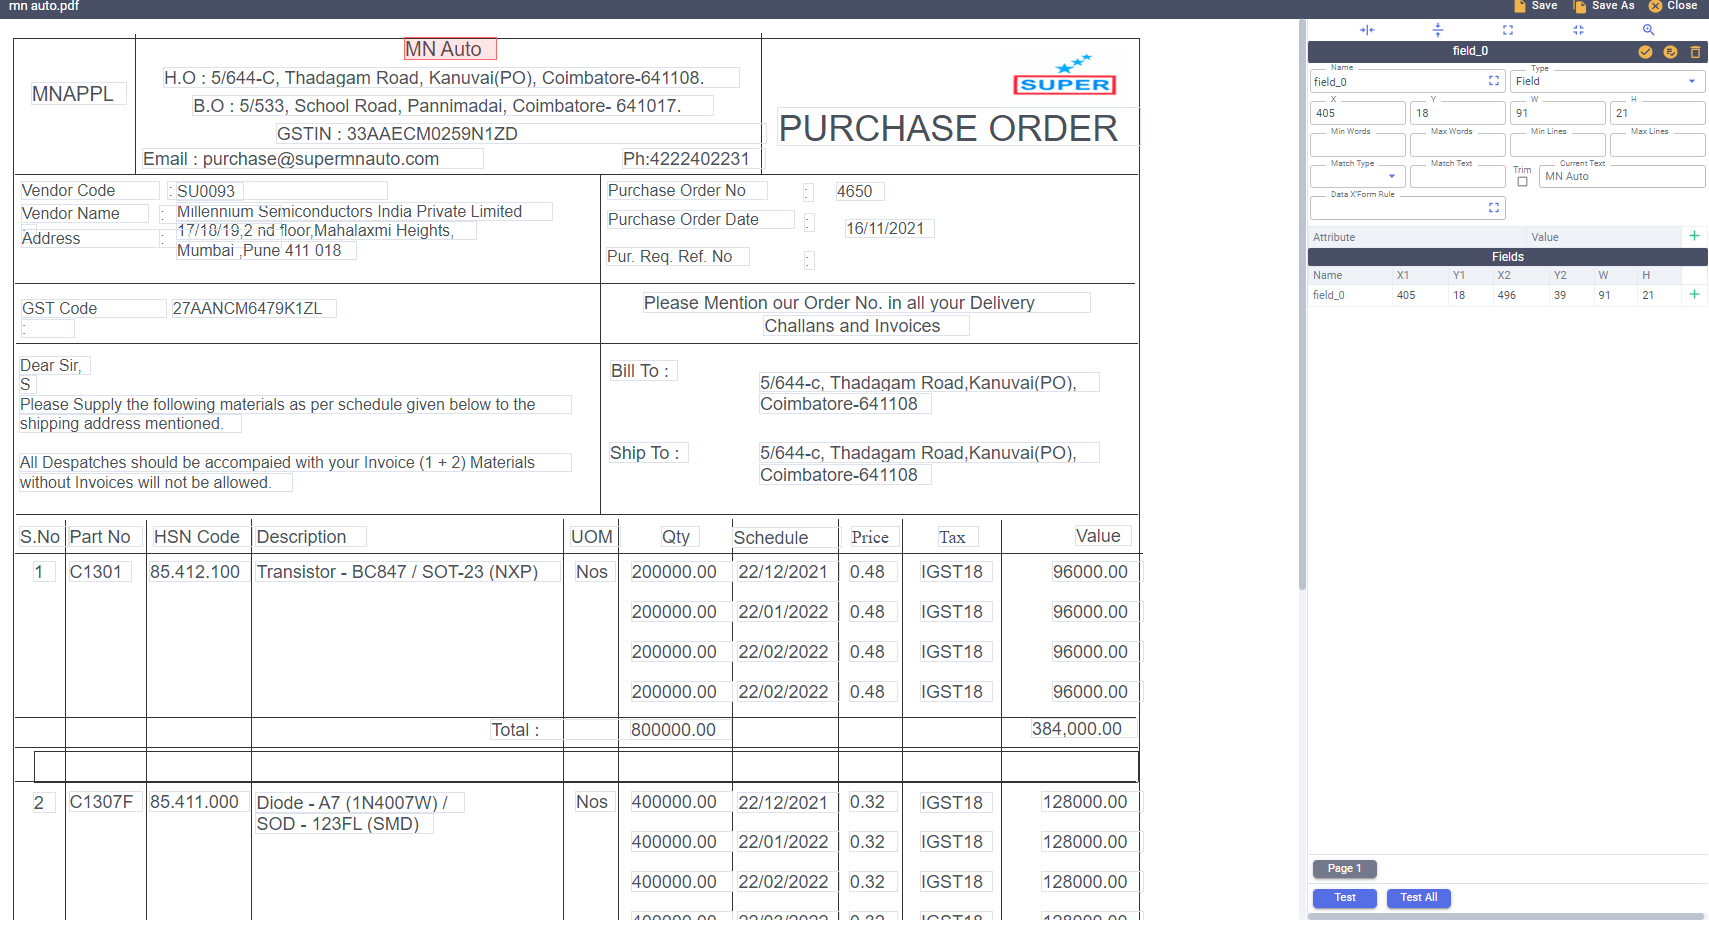 mn auto.pdf
Save Save As Close
MN Auto
H.O : 5/644-C, Thadagam Road, Kanuvai(PO), Coimbatore-641108.
MNAPPL
B.O : 5/533, School Road, Pannimadai, Coimbatore- 641017.
GSTIN : 33AAECM0259N1ZD
Email : purchase@supermnauto.com Ph:4222402231
SUPER
PURCHASE ORDER
Vendor Code : SU0093
Vendor Name : Millennium Semiconductors India Private Limited
Address : 17/18/19,2 nd floor,Mahalaxmi Heights,
Mumbai ,Pune 411 018
Purchase Order No : 4650
Purchase Order Date : 16/11/2021
Pur. Req. Ref. No :
GST Code 27AANCM6479K1ZL
:
Please Mention our Order No. in all your Delivery
Challans and Invoices
Dear Sir,
S
Please Supply the following materials as per schedule given below to the
shipping address mentioned.
All Despatches should be accompaied with your Invoice (1 + 2) Materials
without Invoices will not be allowed.
Bill To :
5/644-c, Thadagam Road,Kanuvai(PO),
Coimbatore-641108
Ship To : 5/644-c, Thadagam Road,Kanuvai(PO),
Coimbatore-641108
S.No Part No HSN Code Description UOM Qty Schedule Price Tax Value
1 C1301 85.412.100 Transistor - BC847 / SOT-23 (NXP) Nos 200000.00 22/12/2021 0.48 IGST18 96000.00
200000.00 22/01/2022 0.48 IGST18 96000.00
200000.00 22/02/2022 0.48 IGST18 96000.00
200000.00 22/02/2022 0.48 IGST18 96000.00
Total : 800000.00 384,000.00
2 C1307F 85.411.000 Diode - A7 (1N4007W) / Nos 400000.00 22/12/2021 0.32 IGST18 128000.00
SOD - 123FL (SMD)
400000.00 22/01/2022 0.32 IGST18 128000.00
400000.00 22/02/2022 0.32 IGST18 128000.00
400000.00 22/03/2022 0.32 IGST18 128000.00
field_0
Name Type
field_0 Field
X Y W H
405 18 91 21
Min Words Max Words Min Lines Max Lines
Match Type Match Text Trim Current Text
MN Auto
Data X'Form Rule
Attribute Value
Fields
Name X1 Y1 X2 Y2 W H
field_0 405 18 496 39 91 21
Page 1
Test Test All